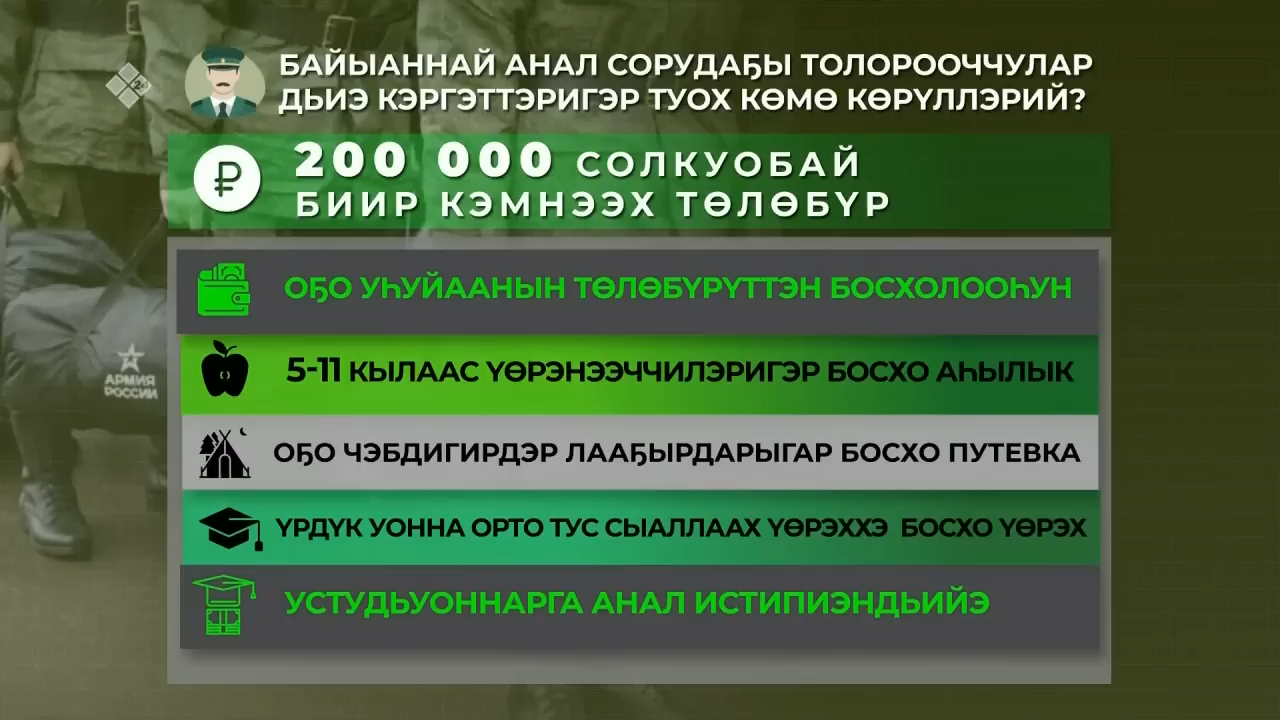 БАЙЫАННАЙ АНАЛ СОРУДАҔЫ ТОЛОРООЧЧУЛАР
ДЬИЭ КЭРГЭТТЭРИГЭР ТУОХ КӨМӨ КӨРҮЛЛЭРИЙ?
200 000 СОЛКУОБАЙ
БИИР КЭМНЭЭХ ТӨЛӨБҮР
ОҔО УҺУЙААНЫН ТӨЛӨБҮРҮТТЭН БОСХОЛООҺУН
5-11 КЫЛААС ҮӨРЭНЭЭЧЧИЛЭРИГЭР БОСХО АҺЫЛЫК
ОҔО ЧЭБДИГИРДЭР ЛААҔЫРДАРЫГАР БОСХО ПУТЕВКА
ҮРДҮК УОННА ОРТО ТУС СЫАЛЛААХ ҮӨРЭХХЭ БОСХО ҮӨРЭХ
УСТУДЬУОННАРГА АНАЛ ИСТИПИЭНДЬИЙЭ
АРМИЯ
РОССИИ
24